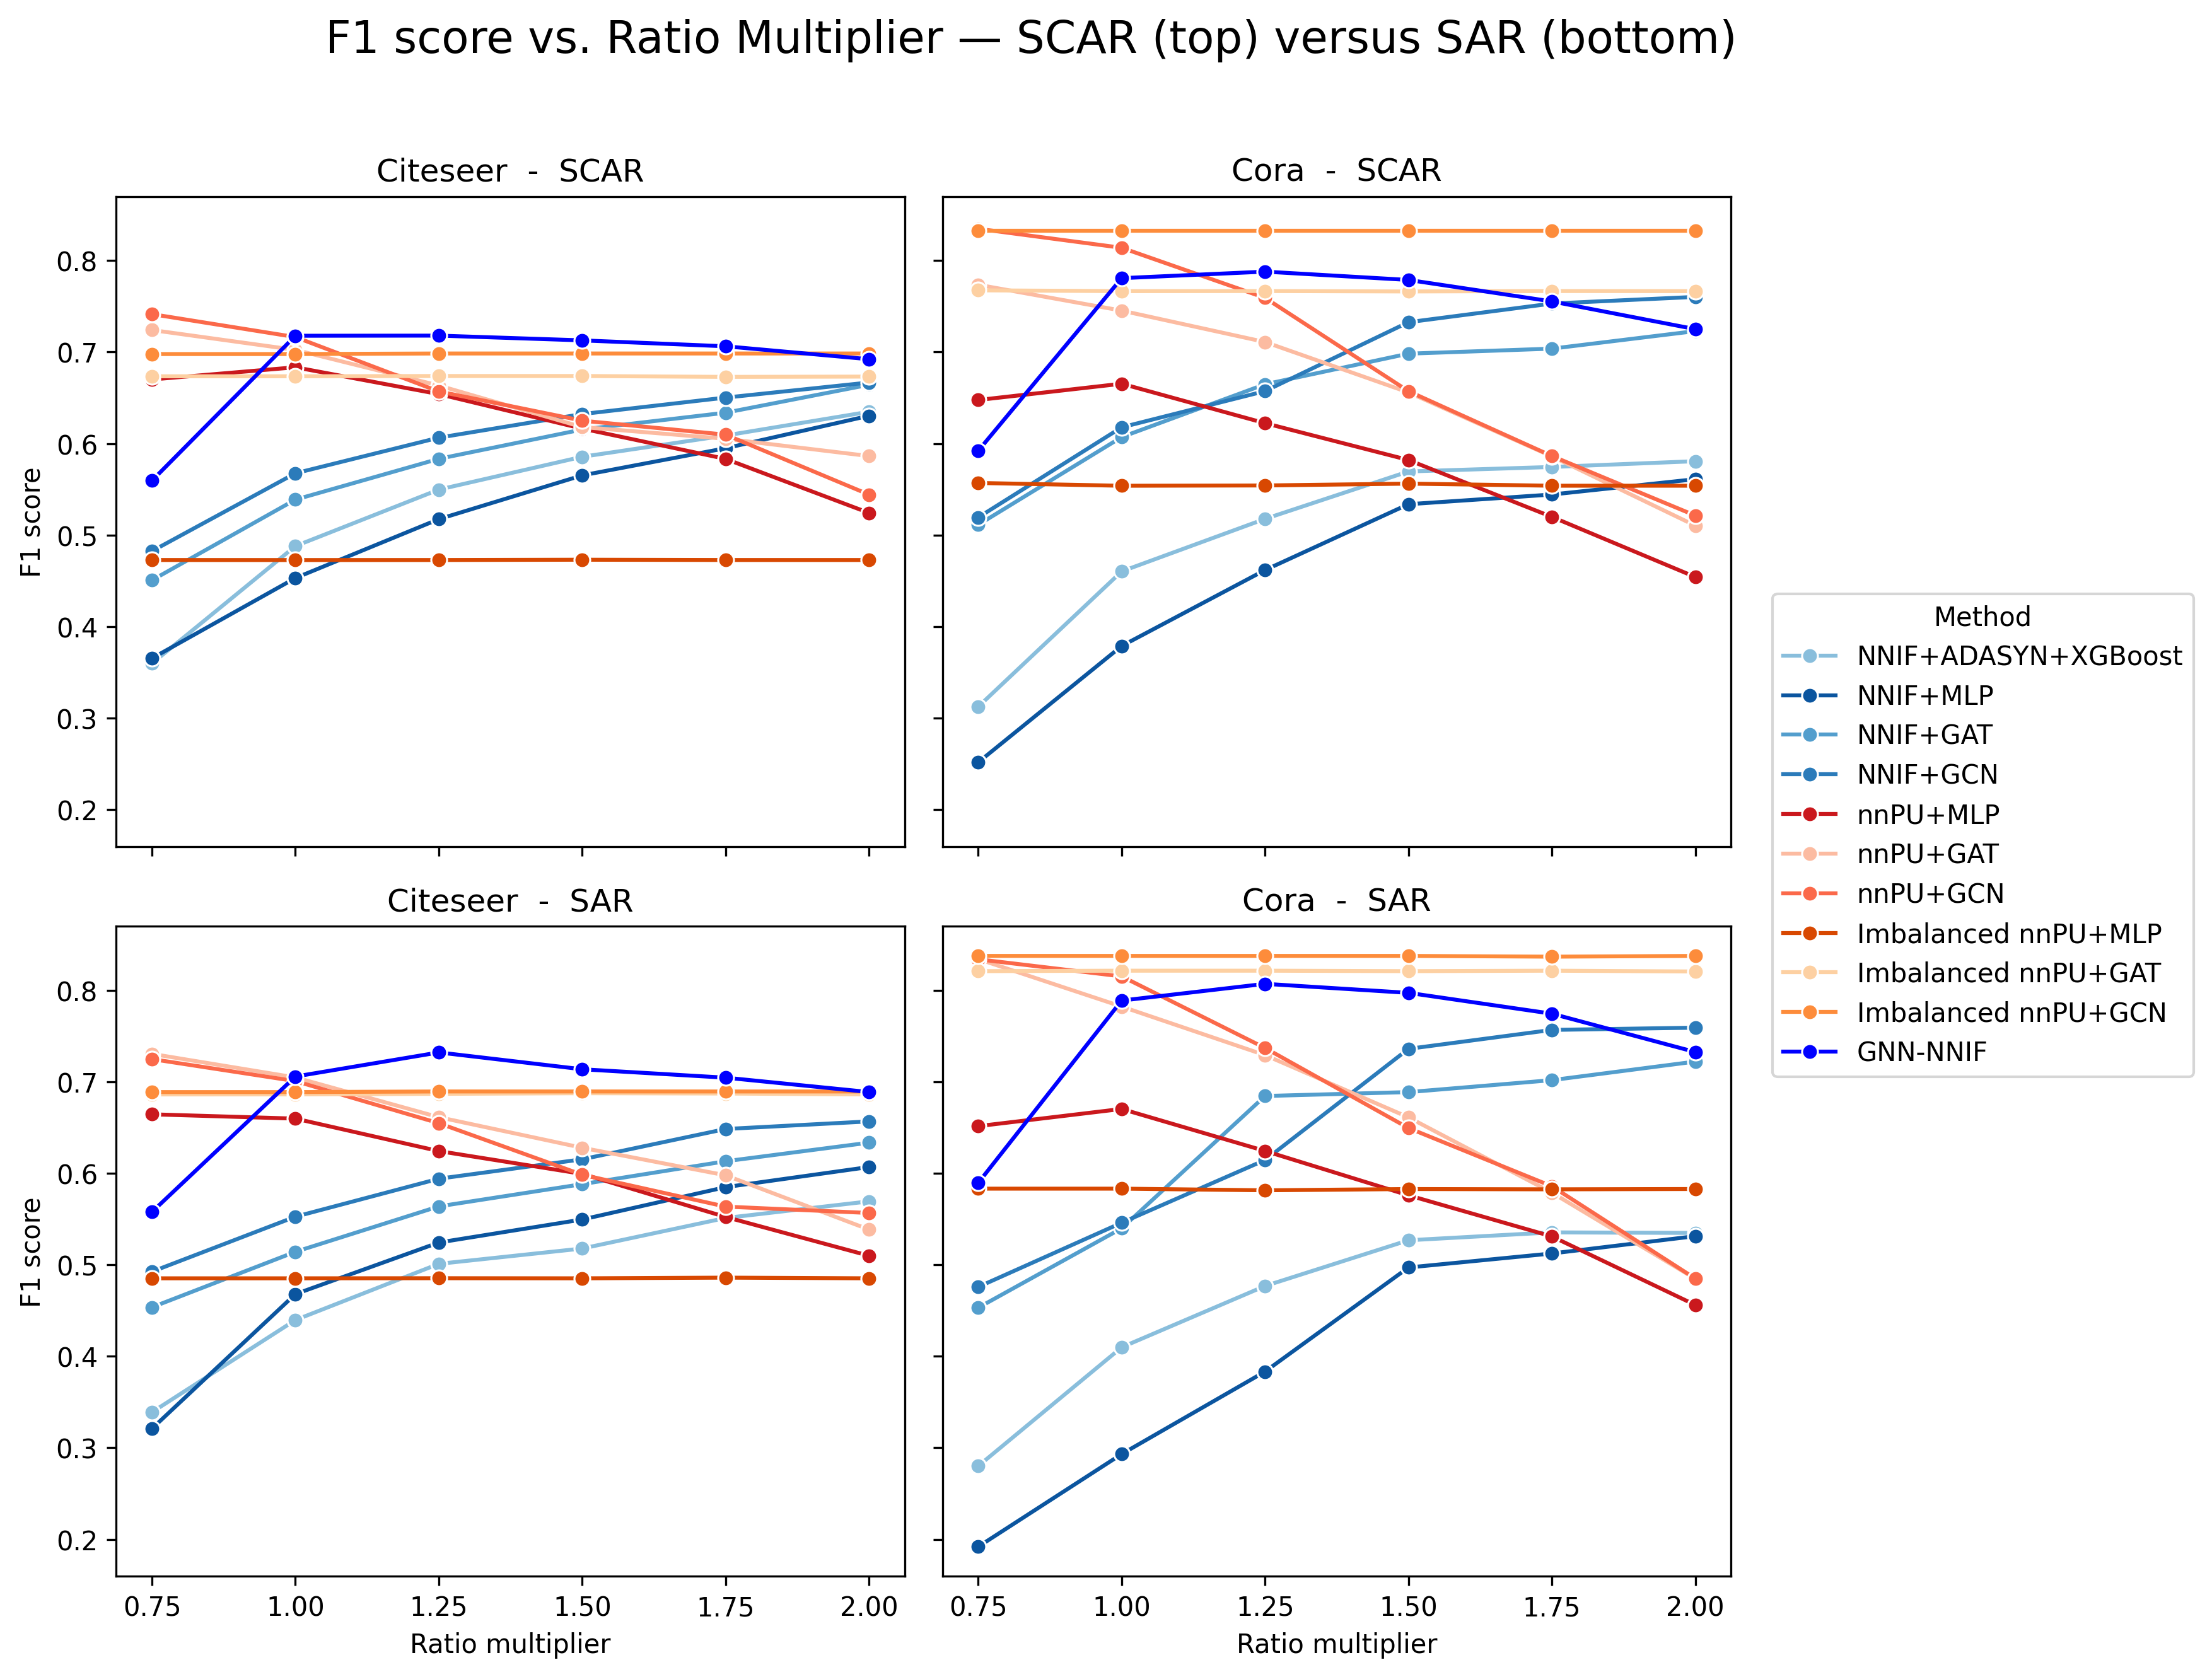 F1 score vs. Ratio Multiplier — SCAR (top) versus SAR (bottom)
Citeseer - SCAR
Cora - SCAR
0.8
0.7
0.6
0.5
0.4
0.3
0.2
F1 score
Method
NNIF+ADASYN+XGBoost
NNIF+MLP
NNIF+GAT
NNIF+GCN
nnPU+MLP
nnPU+GAT
nnPU+GCN
Imbalanced nnPU+MLP
Imbalanced nnPU+GAT
Imbalanced nnPU+GCN
GNN-NNIF
Citeseer - SAR
Cora - SAR
0.8
0.7
0.6
0.5
0.4
0.3
0.2
F1 score
0.75 1.00 1.25 1.50 1.75 2.00
0.75 1.00 1.25 1.50 1.75 2.00
Ratio multiplier
Ratio multiplier